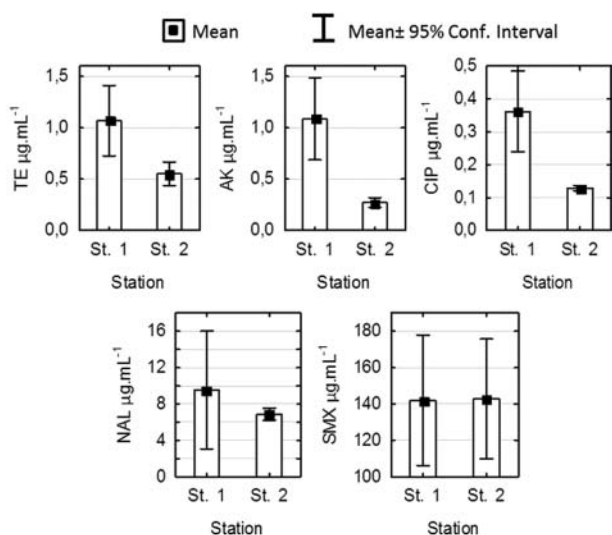 Mean
Mean± 95% Conf. Interval
TE µg.mL⁻¹
1,5
1,0
0,5
0,0
St. 1 St. 2
Station
AK µg.mL⁻¹
1,5
1,0
0,5
0,0
St. 1 St. 2
Station
CIP µg.mL⁻¹
0,5
0,4
0,3
0,2
0,1
0,0
St. 1 St. 2
Station
NAL µg.mL⁻¹
16
12
8
4
0
St. 1 St. 2
Station
SMX µg.mL⁻¹
180
160
140
120
100
St. 1 St. 2
Station